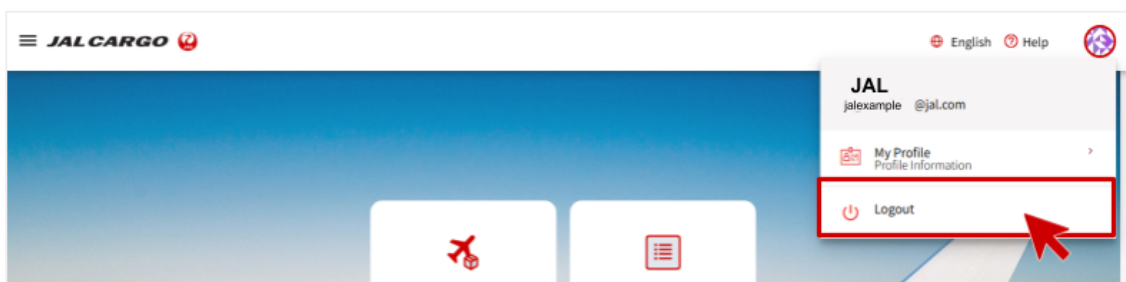 JAL CARGO
English Help
JAL
jalexample @jal.com
My Profile
Profile Information
Logout